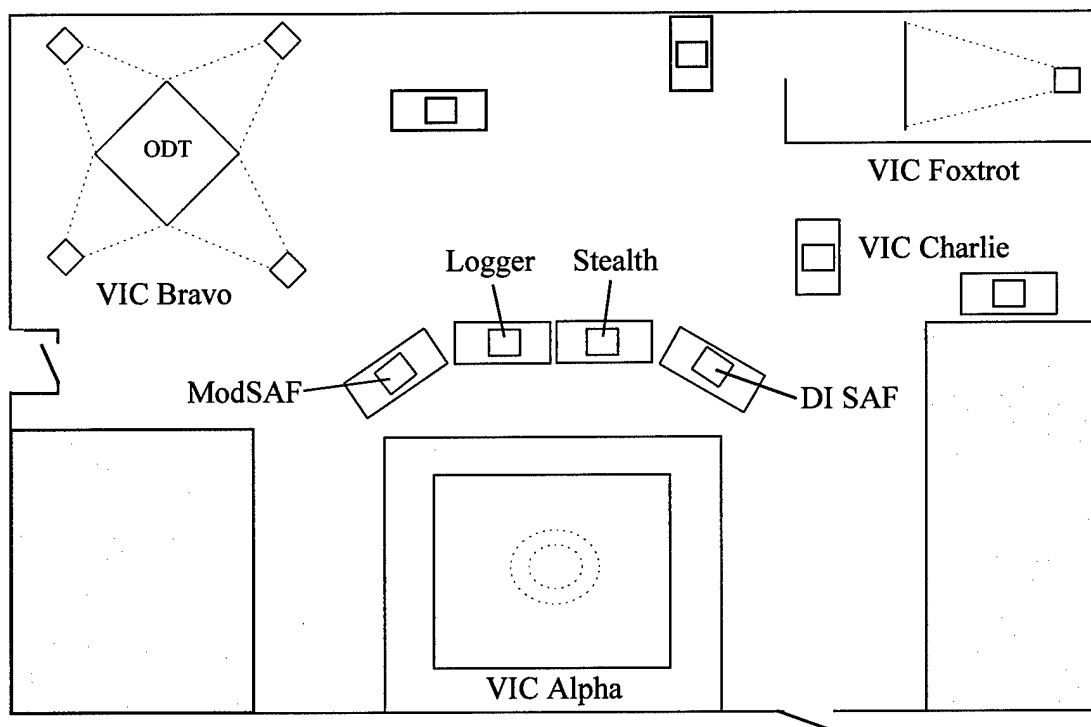 ODT
VIC Foxtrot
VIC Charlie
Logger
Stealth
VIC Bravo
ModSAF
DI SAF
VIC Alpha